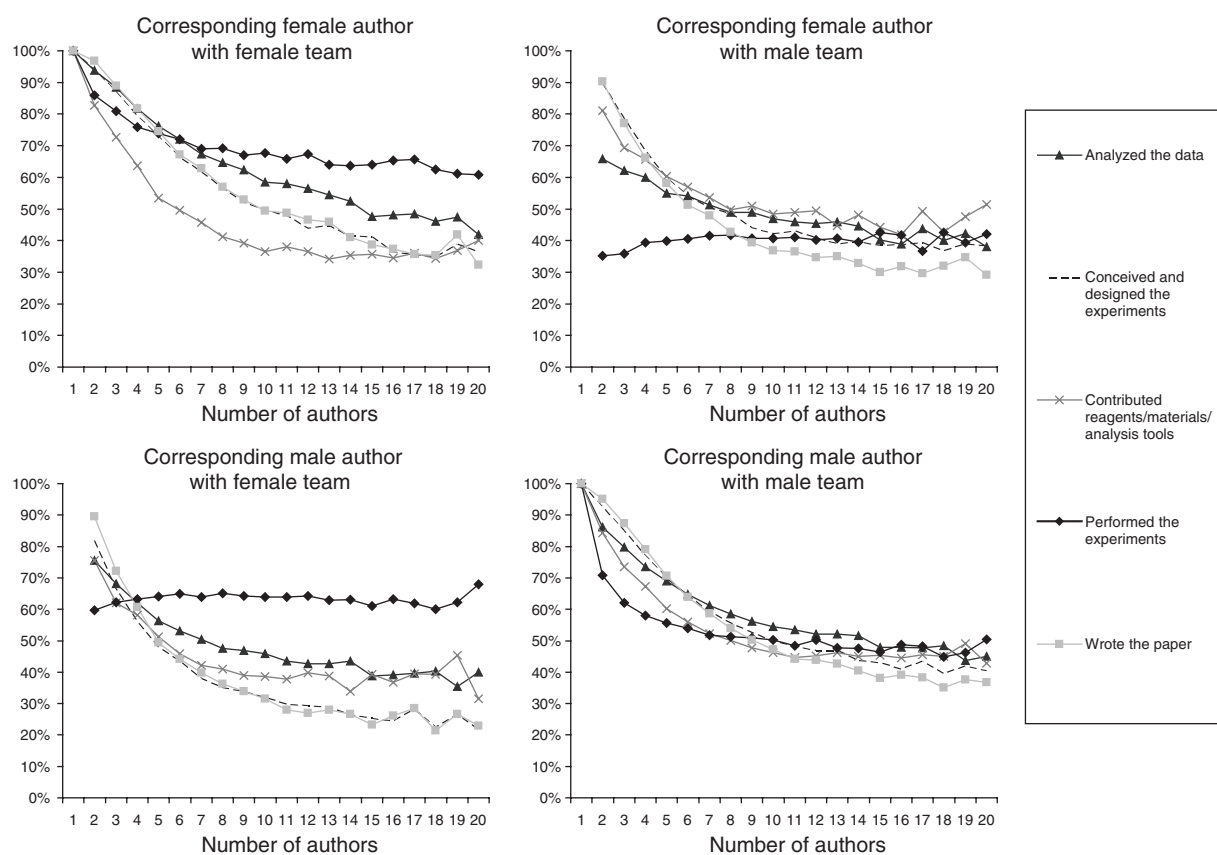 Corresponding female author
with female team
100%
90%
80%
70%
60%
50%
40%
30%
20%
10%
0%
1 2 3 4 5 6 7 8 9 10 11 12 13 14 15 16 17 18 19 20
Number of authors
Corresponding female author
with male team
100%
90%
80%
70%
60%
50%
40%
30%
20%
10%
0%
1 2 3 4 5 6 7 8 9 10 11 12 13 14 15 16 17 18 19 20
Number of authors
Corresponding male author
with female team
100%
90%
80%
70%
60%
50%
40%
30%
20%
10%
0%
1 2 3 4 5 6 7 8 9 10 11 12 13 14 15 16 17 18 19 20
Number of authors
Corresponding male author
with male team
100%
90%
80%
70%
60%
50%
40%
30%
20%
10%
0%
1 2 3 4 5 6 7 8 9 10 11 12 13 14 15 16 17 18 19 20
Number of authors
Analyzed the data
Conceived and
designed the
experiments
Contributed
reagents/materials/
analysis tools
Performed the
experiments
Wrote the paper